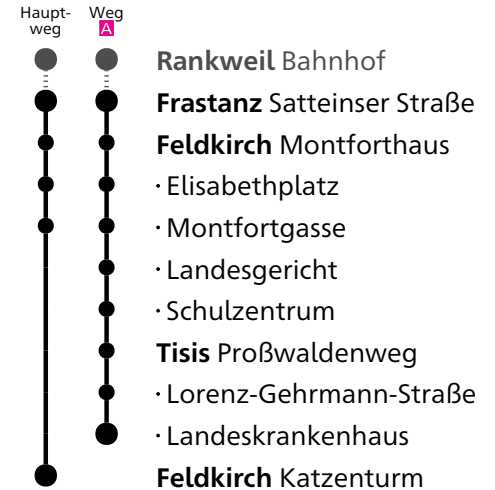 Haupt-
weg
Weg
A
Rankweil Bahnhof
Frastanz Satteinser Straße
Feldkirch Montforthaus
· Elisabethplatz
· Montfortgasse
· Landesgericht
· Schulzentrum
Tisis Proßwaldenweg
· Lorenz-Gehrmann-Straße
· Landeskrankenhaus
Feldkirch Katzenturm